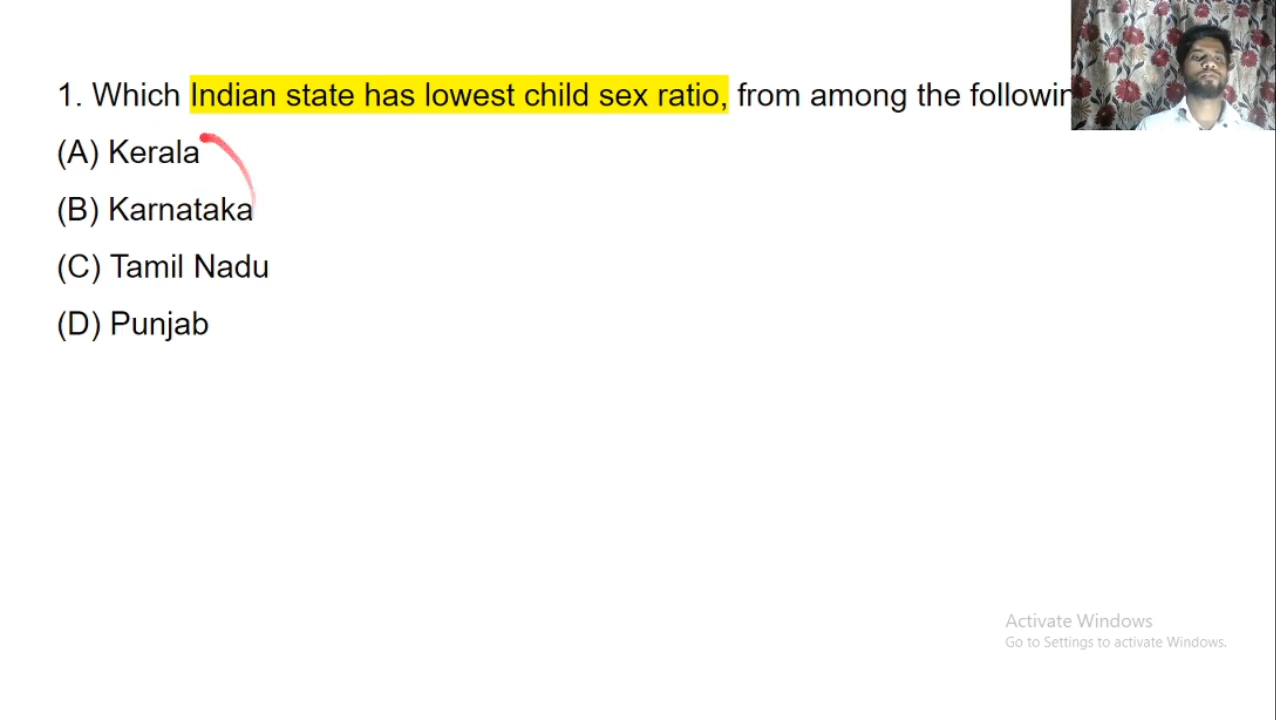 1. Which Indian state has lowest child sex ratio, from among the
(A) Kerala
(B) Karnataka
(C) Tamil Nadu
(D) Punjab
Activate Windows
Go to Settings to activate Windows.